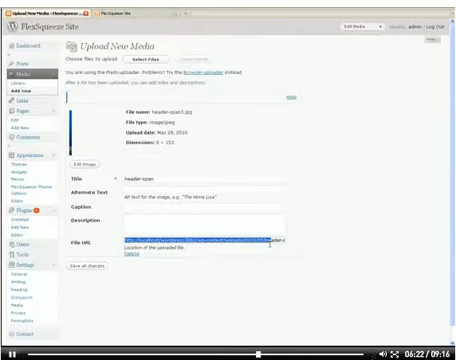 Upload New Media ‹ FlexSqueeze ...
FlexSqueeze Site
FlexSqueeze Site
Edit Media
admin | Log Out
Help
Dashboard
Posts
Media
Library
Add New
Links
Pages
Edit
Add New
Comments
Appearance
Themes
Widgets
Menus
FlexSqueeze Theme
Options
Editor
Plugins
Installed
Add New
Editor
Users
Tools
Settings
General
Writing
Reading
Discussion
Media
Privacy
Permalinks
Contact
Upload New Media
Choose files to upload
Select Files
You are using the Flash uploader. Problems? Try the Browser uploader instead.
After a file has been uploaded, you can add titles and descriptions.
Hide
File name: header-span3.jpg
File type: image/jpeg
Upload date: May 28, 2010
Dimensions: 8 × 153
Edit Image
Title * header-span
Alternate Text
Alt text for the image, e.g. "The Mona Lisa"
Caption
Description
File URL
Location of the uploaded file.
Delete
Save all changes
06:22 / 09:16